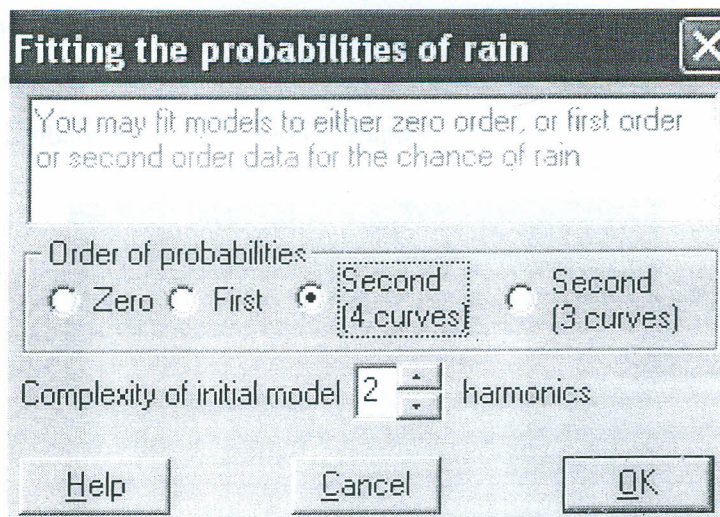 Fitting the probabilities of rain
You may fit models to either zero order, or first order
or second order data for the chance of rain
Order of probabilities
Zero First Second (4 curves) Second (3 curves)
Complexity of initial model 2 harmonics
Help Cancel OK